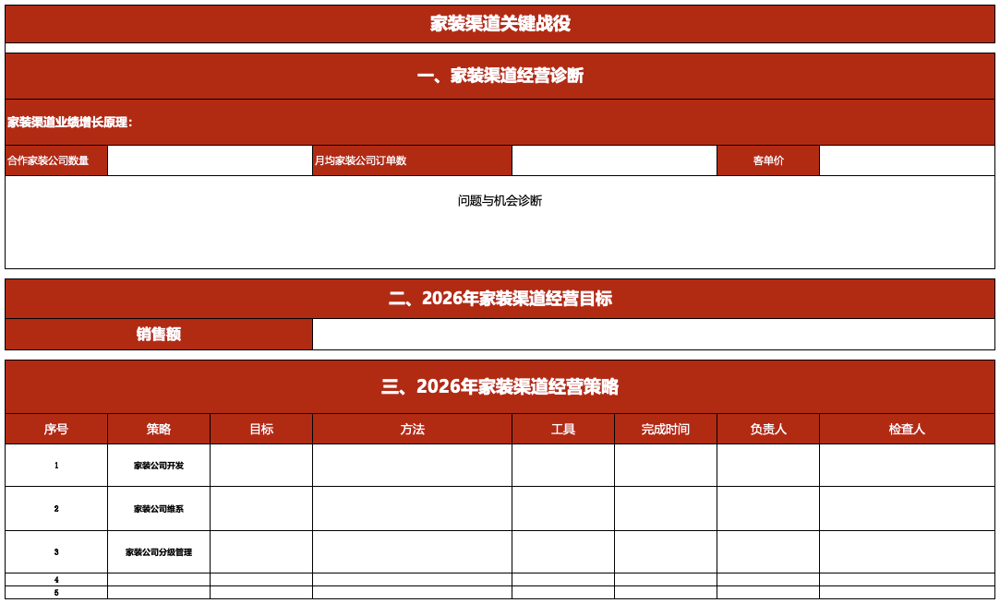 家装渠道关键战役
一、家装渠道经营诊断
家装渠道业绩增长原理：
合作家装公司数量 月均家装公司订单数 客单价
问题与机会诊断
二、2026年家装渠道经营目标
销售额
三、2026年家装渠道经营策略
序号 策略 目标 方法 工具 完成时间 负责人 检查人
1 家装公司开发
2 家装公司维系
3 家装公司分级管理
4
5